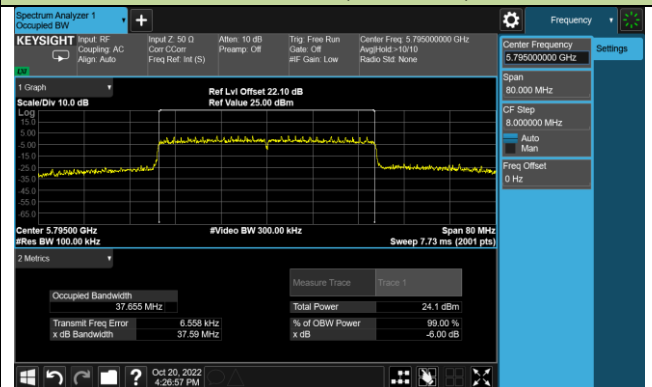 Spectrum Analyzer 1
Occupied BW
Frequency
KEYSIGHT
Input: RF
Coupling: AC
Align: Auto
Input Z: 50 Ω
Corr CCorr
Freq Ref: Int (S)
Atten: 10 dB
Preamp: Off
Trig: Free Run
Gate: Off
#IF Gain: Low
Center Freq: 5.795000000 GHz
Avg|Hold:>10/10
Radio Std: None
LXI
Center Frequency
5.795000000 GHz
Settings
Span
80.000 MHz
CF Step
8.000000 MHz
Auto
Man
Freq Offset
0 Hz
1 Graph
Scale/Div 10.0 dB
Ref Lvl Offset 22.10 dB
Ref Value 25.00 dBm
Log
15.0
5.00
-5.00
-15.0
-25.0
-35.0
-45.0
-55.0
-65.0
Center 5.79500 GHz
#Video BW 300.00 kHz
Span 80 MHz
#Res BW 100.00 kHz
Sweep 7.73 ms (2001 pts)
2 Metrics
Measure Trace
Trace 1
Occupied Bandwidth
37.655 MHz
Total Power
24.1 dBm
Transmit Freq Error
6.558 kHz
% of OBW Power
99.00 %
x dB Bandwidth
37.59 MHz
x dB
-6.00 dB
?
Oct 20, 2022
4:26:57 PM